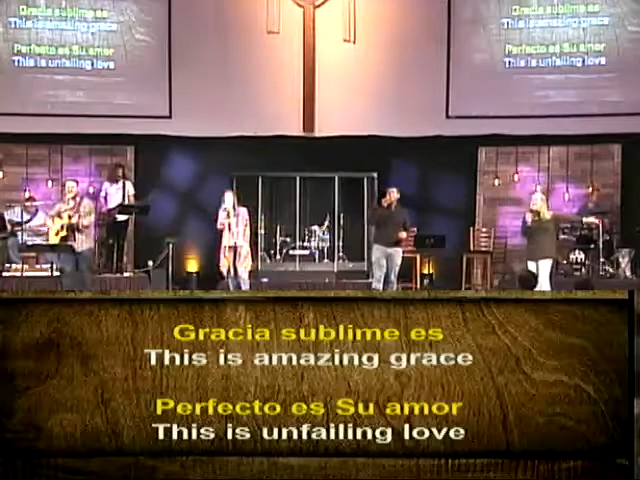 Gracia sublime es
This is amazing grace
Perfecto es Su amor
This is unfailing love
Gracia sublime es
This is amazing grace
Perfecto es Su amor
This is unfailing love
Gracia sublime es
This is amazing grace
Perfecto es Su amor
This is unfailing love